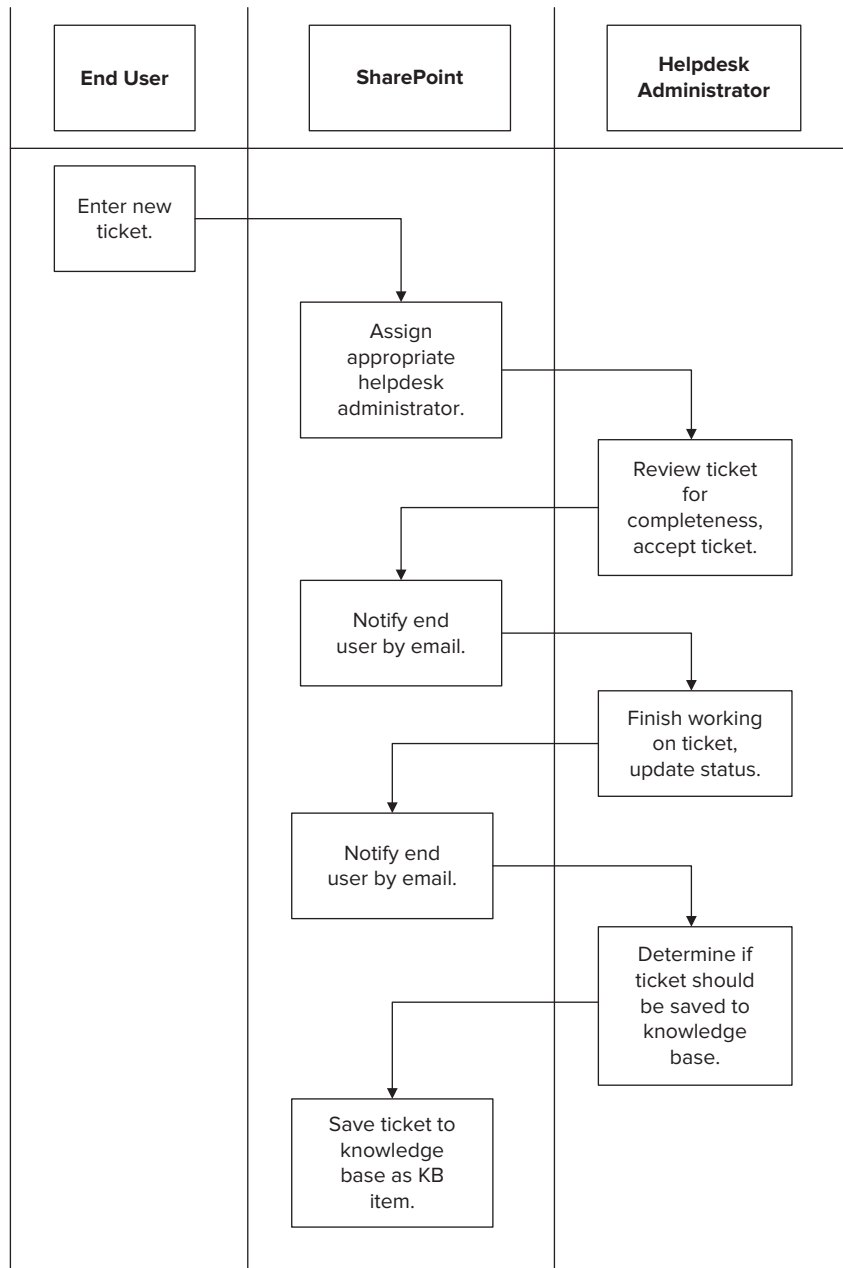 End User
SharePoint
Helpdesk
Administrator
Enter new
ticket.
Assign
appropriate
helpdesk
administrator.
Review ticket
for
completeness,
accept ticket.
Notify end
user by email.
Finish working
on ticket,
update status.
Notify end
user by email.
Determine if
ticket should
be saved to
knowledge
base.
Save ticket to
knowledge
base as KB
item.